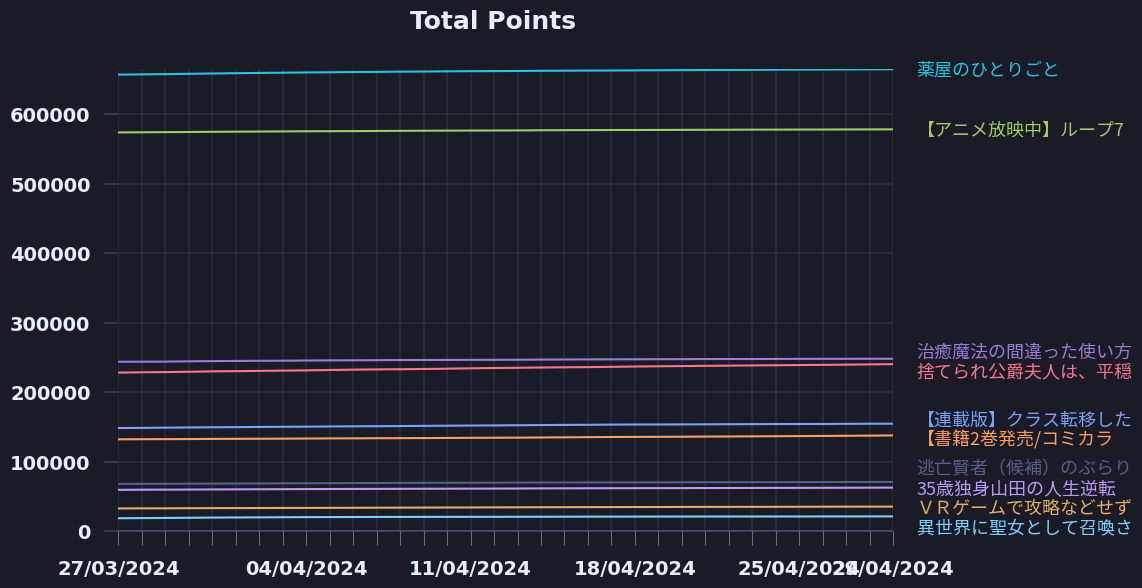 Total Points
薬屋のひとりごと
600000
【アニメ放映中】ループ7
500000
400000
300000
治癒魔法の間違った使い方
捨てられ公爵夫人は、平穏
200000
【連載版】クラス転移した
【書籍2巻発売/コミカラ
100000
逃亡賢者（候補）のぶらり
35歳独身山田の人生逆転
ＶＲゲームで攻略などせず
異世界に聖女として召喚さ
0
27/03/2024 04/04/2024 11/04/2024 18/04/2024 25/04/2024 29/04/2024